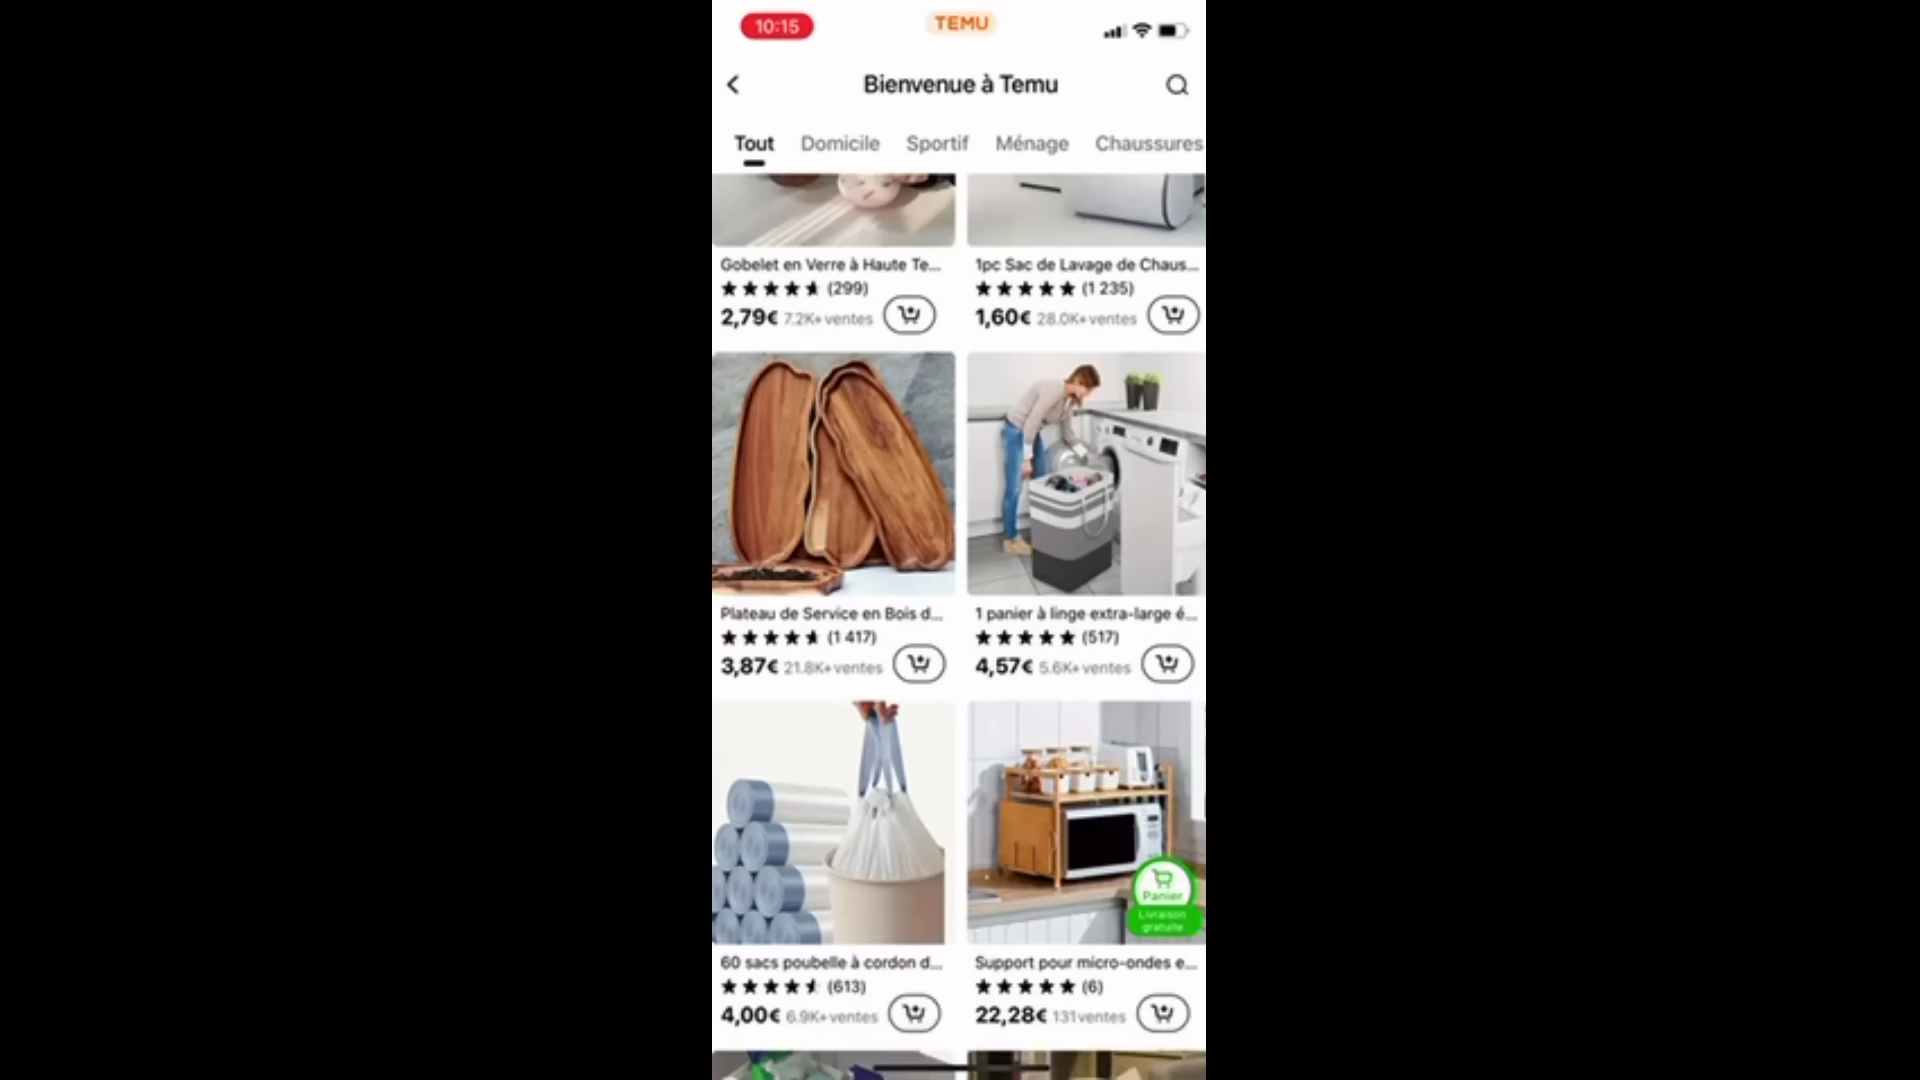 10:15
TEMU
Bienvenue à Temu
Tout Domicile Sportif Ménage Chaussures
Gobelet en Verre à Haute Te...
(299)
2,79€ 7.2K+ventes
1pc Sac de Lavage de Chaus...
(1 235)
1,60€ 28.0K+ventes
Plateau de Service en Bois d...
(1 417)
3,87€ 21.8K+ventes
1 panier à linge extra-large é...
(517)
4,57€ 5.6K+ventes
60 sacs poubelle à cordon d...
(613)
4,00€ 6.9K+ventes
Panier
Livraison
gratuite
Support pour micro-ondes e...
(6)
22,28€ 131ventes